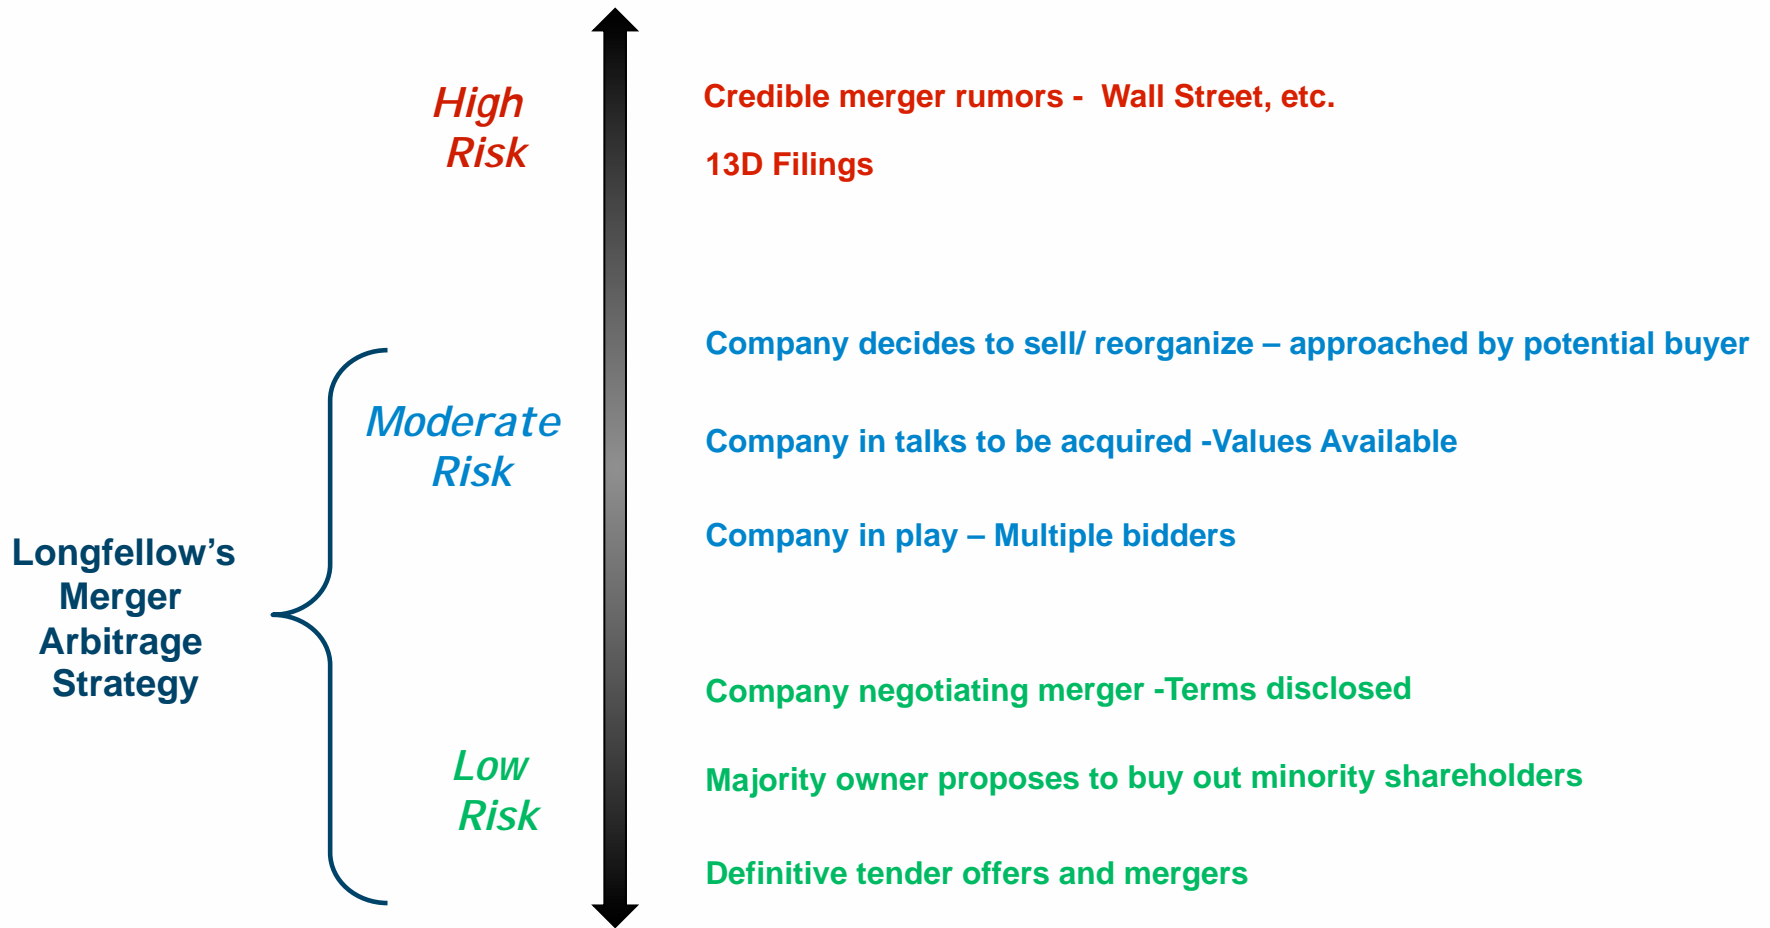 High
Risk
Credible merger rumors - Wall Street, etc.
13D Filings
Company decides to sell/ reorganize – approached by potential buyer
Moderate
Risk
Company in talks to be acquired -Values Available
Company in play – Multiple bidders
Longfellow’s
Merger
Arbitrage
Strategy
Company negotiating merger -Terms disclosed
Low
Risk
Majority owner proposes to buy out minority shareholders
Definitive tender offers and mergers